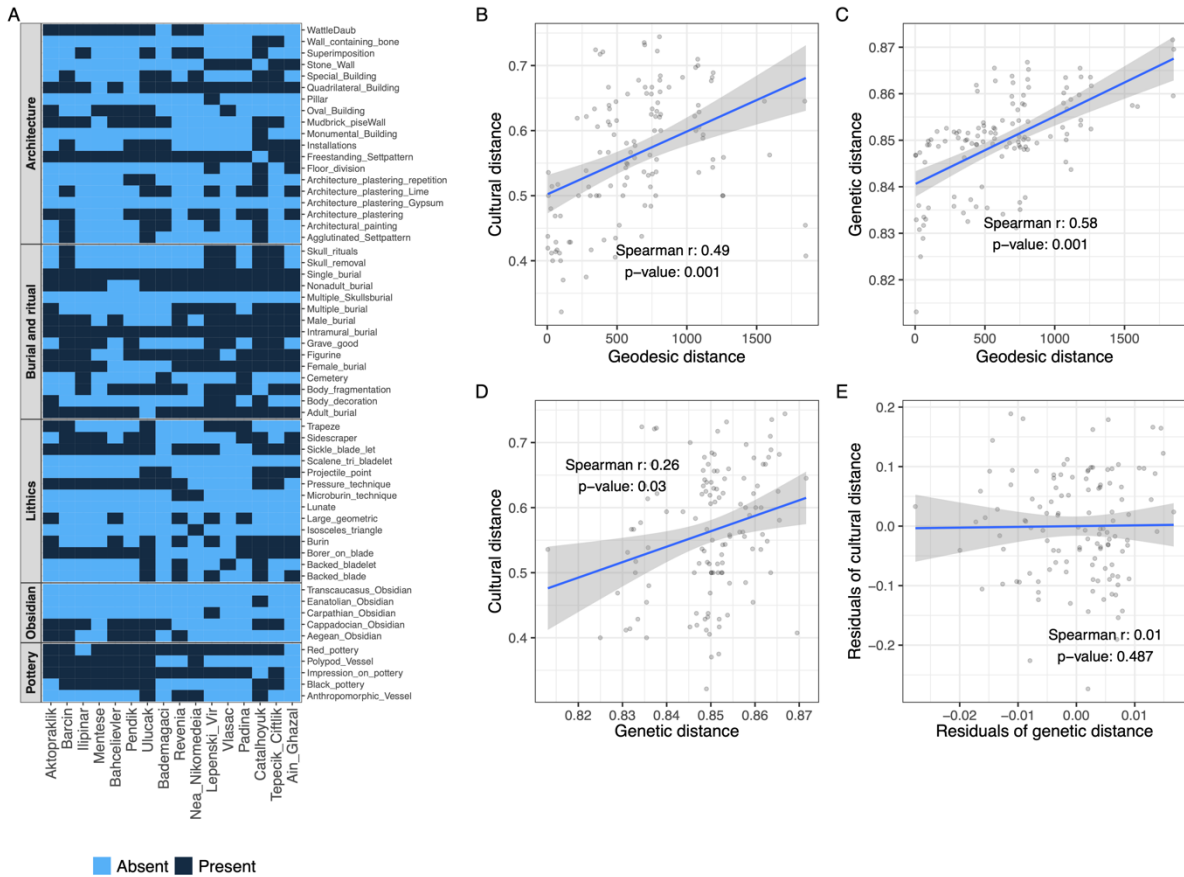 A
Architecture
WattleDaub
Wall_containing_bone
Superimposition
Stone_Wall
Special_Building
Quadrilateral_Building
Pillar
Oval_Building
Mudbrick_piseWall
Monumental_Building
Installations
Freestanding_Settpattern
Floor_division
Architecture_plastering_repetition
Architecture_plastering_Lime
Architecture_plastering_Gypsum
Architecture_plastering
Architectural_painting
Agglutinated_Settpattern
Burial and ritual
Skull_rituals
Skull_removal
Single_burial
Nonadult_burial
Multiple_Skullsburial
Multiple_burial
Male_burial
Intramural_burial
Grave_good
Figurine
Female_burial
Cemetery
Body_fragmentation
Body_decoration
Adult_burial
Lithics
Trapeze
Sidescraper
Sickle_blade_let
Scalene_tri_bladelet
Projectile_point
Pressure_technique
Microburin_technique
Lunate
Large_geometric
Isosceles_triangle
Burin
Borer_on_blade
Backed_bladelet
Backed_blade
Obsidian
Transcaucasus_Obsidian
Eanatolian_Obsidian
Carpathian_Obsidian
Cappadocian_Obsidian
Aegean_Obsidian
Pottery
Red_pottery
Polypod_Vessel
Impression_on_pottery
Black_pottery
Anthropomorphic_Vessel
Aktopraklik
Barcin
Ilipinar
Mentese
Bahcelievler
Pendik
Ulucak
Bademagaci
Revenia
Nea_Nikomedeia
Lepenski_Vir
Vlasac
Padina
Catalhoyuk
Tepecik_Ciftlik
Ain_Ghazal
Absent Present
B
Cultural distance
0.7
0.6
0.5
0.4
Spearman r: 0.49
p-value: 0.001
0 500 1000 1500
Geodesic distance
C
Genetic distance
0.87
0.86
0.85
0.84
0.83
0.82
Spearman r: 0.58
p-value: 0.001
0 500 1000 1500
Geodesic distance
D
Cultural distance
0.7
0.6
0.5
0.4
Spearman r: 0.26
p-value: 0.03
0.82 0.83 0.84 0.85 0.86 0.87
Genetic distance
E
Residuals of cultural distance
0.2
0.1
0.0
−0.1
−0.2
Spearman r: 0.01
p-value: 0.487
−0.02 −0.01 0.00 0.01
Residuals of genetic distance